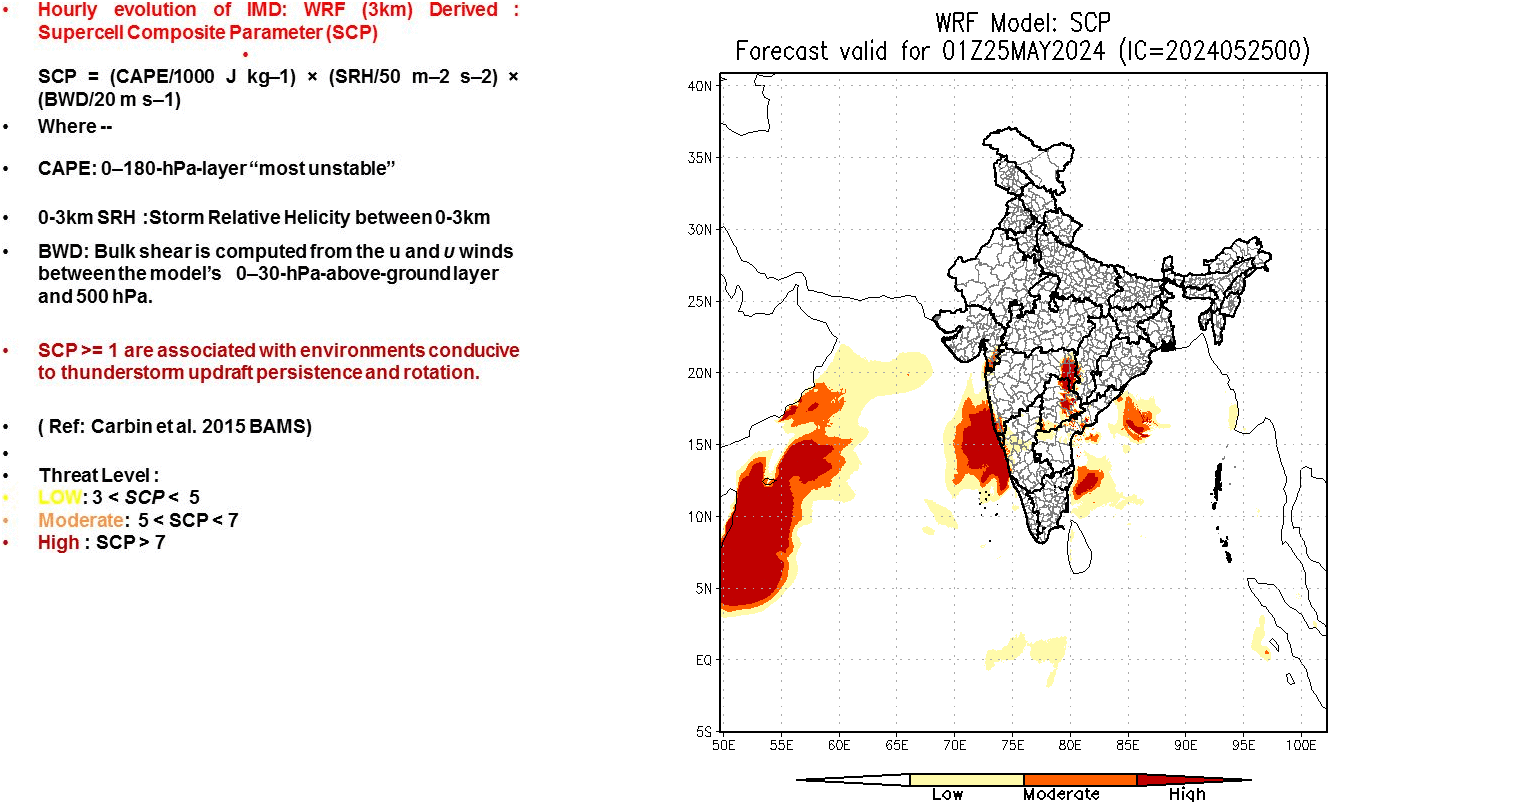 • Hourly evolution of IMD: WRF (3km) Derived :
Supercell Composite Parameter (SCP)
•
SCP = (CAPE/1000 J kg–1) × (SRH/50 m–2 s–2) ×
(BWD/20 m s–1)
• Where --
• CAPE: 0–180-hPa-layer “most unstable”
• 0-3km SRH :Storm Relative Helicity between 0-3km
• BWD: Bulk shear is computed from the u and υ winds
between the model’s 0–30-hPa-above-ground layer
and 500 hPa.
• SCP >= 1 are associated with environments conducive
to thunderstorm updraft persistence and rotation.
• ( Ref: Carbin et al. 2015 BAMS)
•
• Threat Level :
• LOW: 3 < SCP < 5
• Moderate: 5 < SCP < 7
• High : SCP > 7
WRF Model: SCP
Forecast valid for 01Z25MAY2024 (IC=2024052500)
40N
35N
30N
25N
20N
15N
10N
5N
EQ
5S
50E 55E 60E 65E 70E 75E 80E 85E 90E 95E 100E
Low Moderate High